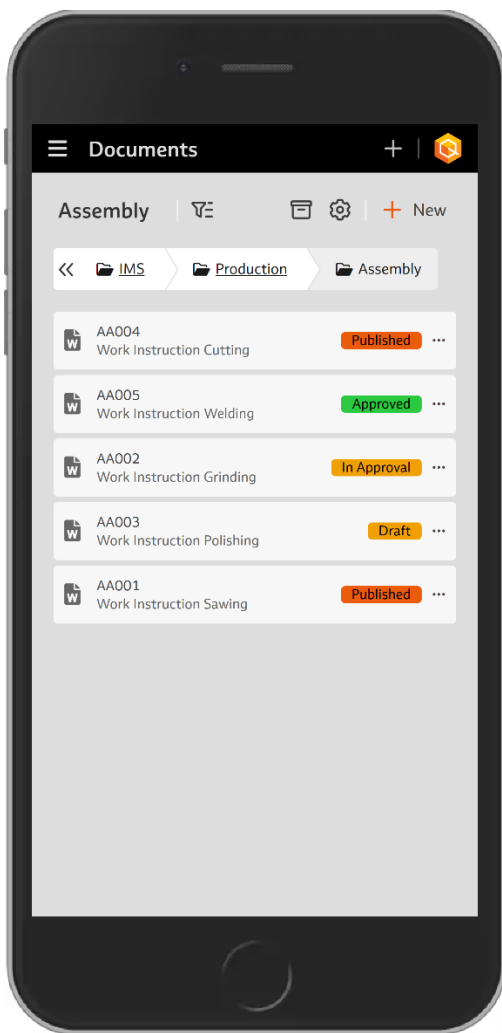 Documents
Assembly
New
IMS
Production
Assembly
AA004
Work Instruction Cutting
Published
AA005
Work Instruction Welding
Approved
AA002
Work Instruction Grinding
In Approval
AA003
Work Instruction Polishing
Draft
AA001
Work Instruction Sawing
Published